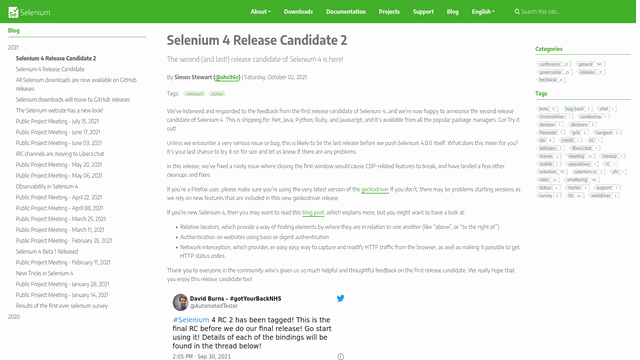 Selenium
About
Downloads
Documentation
Projects
Support
Blog
English
Search this site...
Blog
2021
Selenium 4 Release Candidate 2
Selenium 4 Release Candidate
All Selenium downloads are now available on GitHub
releases
Selenium downloads will move to GitHub releases
The Selenium website has a new look!
Public Project Meeting - July 15, 2021
Public Project Meeting - June 17, 2021
Public Project Meeting - June 03, 2021
IRC channels are moving to Libera.chat
Public Project Meeting - May 20, 2021
Public Project Meeting - May 06, 2021
Observability in Selenium 4
Public Project Meeting - April 22, 2021
Public Project Meeting - April 08, 2021
Public Project Meeting - March 25, 2021
Public Project Meeting - March 11, 2021
Public Project Meeting - February 25, 2021
Selenium 4 Beta 1 Released
Public Project Meeting - February 11, 2021
New Tricks in Selenium 4
Public Project Meeting - January 28, 2021
Public Project Meeting - January 14, 2021
Results of the first ever selenium survey
2020
Selenium 4 Release Candidate 2
The second (and last!) release candidate of Selenium 4 is here!
By Simon Stewart (@shs96c) | Saturday, October 02, 2021
Tags: selenium status
We've listened and responded to the feedback from the first release candidate of Selenium 4, and we're now happy to announce the second release
candidate of Selenium 4. This is shipping for .Net, Java, Python, Ruby, and Javascript, and it's available from all the popular package managers. Go! Try it
out!
Unless we encounter a very serious issue or bug, this is likely to be the last release before we push Selenium 4.0.0 itself. What does this mean for you?
It's your last chance to try it on for size and let us know if there are any problems.
In this release, we've fixed a nasty issue where closing the first window would cause CDP-related features to break, and have landed a few other
cleanups and fixes.
If you're a Firefox user, please make sure you're using the very latest version of the geckodriver If you don't, there may be problems starting sessions as
we rely on new features that are included in this new geckodriver release.
If you're new Selenium 4, then you may want to read this blog post, which explains more, but you might want to have a look at:
• Relative locators, which provide a way of finding elements by where they are in relation to one another (like "above", or "to the right of")
• Authentication on websites using basic or digest authentication
• Network interception, which provides an easy easy way to capture and modify HTTP traffic from the browser, as well as making it possible to get
HTTP status codes.
Thank you to everyone in the community who's given us so much helpful and thoughtful feedback on the first release candidate. We really hope that
you enjoy this release candidate too!
David Burns - #gotYourBackNHS
@AutomatedTester
#Selenium 4 RC 2 has been tagged! This is the
final RC before we do our final release! Go start
using it! Details of each of the bindings will be
found in the thread below!
2:05 PM · Sep 30, 2021
Categories
conference
general
governance
releases
technical
Tags
beta
bug-bash
chat
conference
decision
decisions
freenode
grid
hangout
ide
intellij
irc
jetbrains
libera.chat
meeting
mobile
releases
selenium
slack
status
stories
support
survey
tlc
webdriver